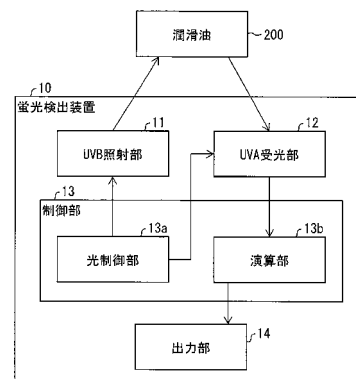 潤滑油
200
10
蛍光検出装置
11
12
UVB照射部
UVA受光部
13
制御部
13a
13b
光制御部
演算部
出力部
14